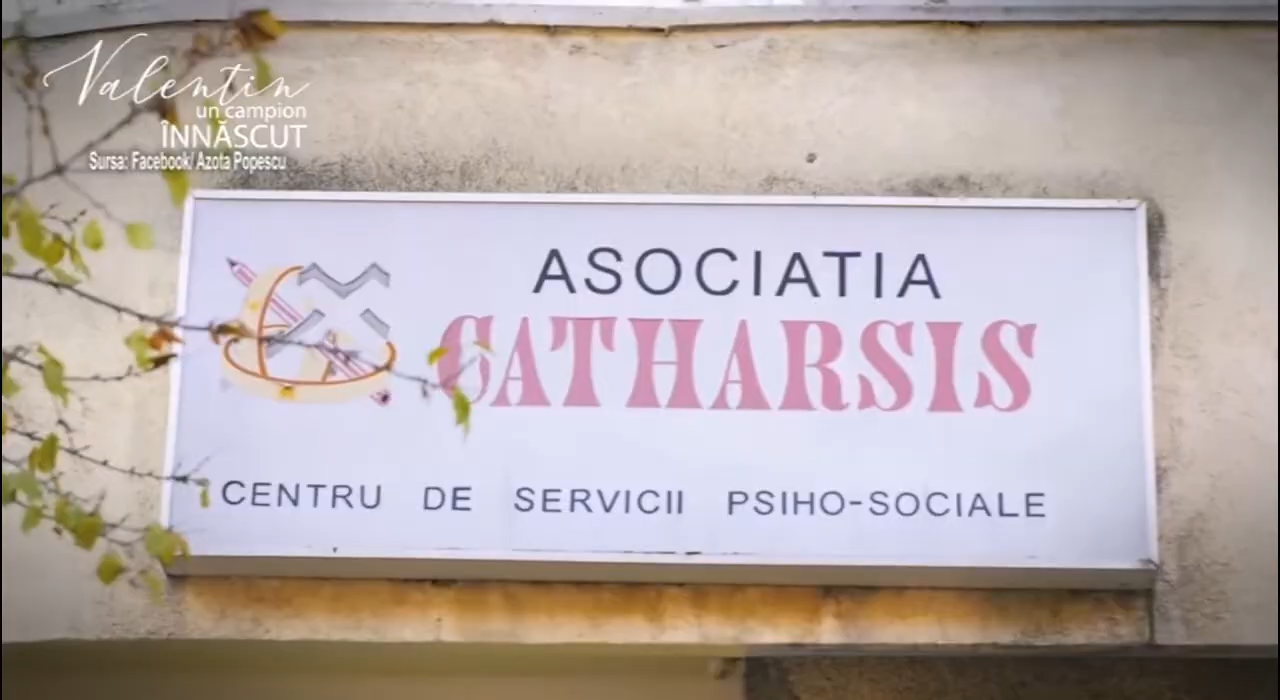 Valentin
un campion
ÎNNĂSCUT
Sursa: Facebook/ Azota Popescu
ASOCIATIA
CATHARSIS
CENTRU DE SERVICII PSIHO-SOCIALE